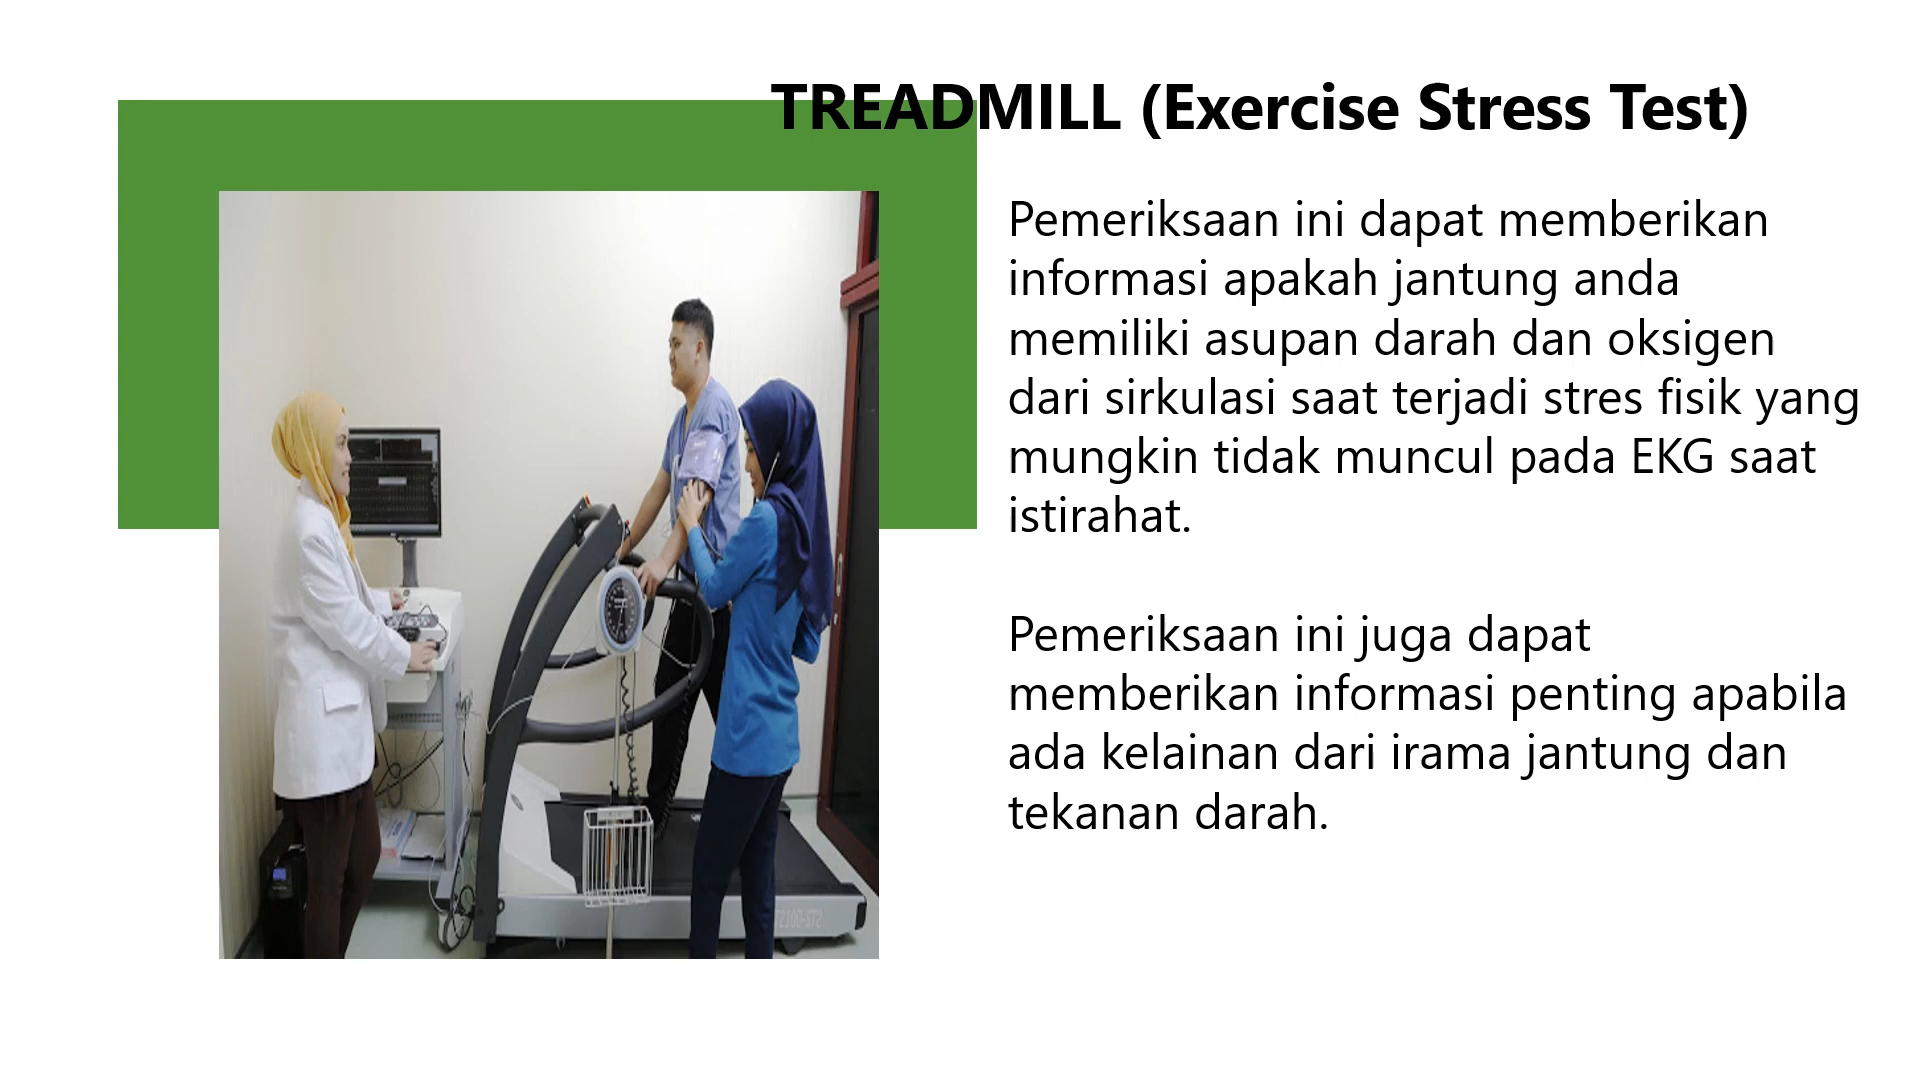 TREADMILL (Exercise Stress Test)
Pemeriksaan ini dapat memberikan
informasi apakah jantung anda
memiliki asupan darah dan oksigen
dari sirkulasi saat terjadi stres fisik yang
mungkin tidak muncul pada EKG saat
istirahat.
Pemeriksaan ini juga dapat
memberikan informasi penting apabila
ada kelainan dari irama jantung dan
tekanan darah.